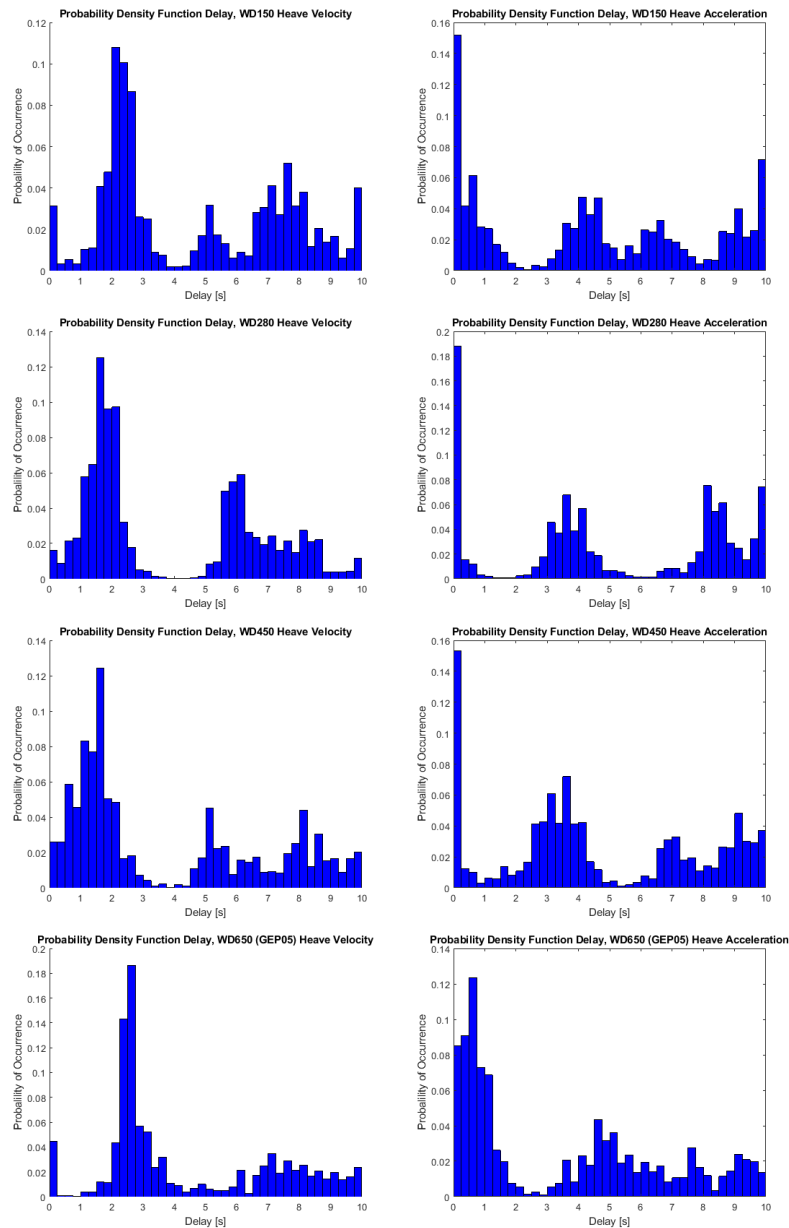 Probability Density Function Delay, WD150 Heave Velocity
0.12
0.1
0.08
0.06
0.04
0.02
0
Probalility of Occurrence
0 1 2 3 4 5 6 7 8 9 10
Delay [s]
Probability Density Function Delay, WD150 Heave Acceleration
0.16
0.14
0.12
0.1
0.08
0.06
0.04
0.02
0
Probalility of Occurrence
0 1 2 3 4 5 6 7 8 9 10
Delay [s]
Probability Density Function Delay, WD280 Heave Velocity
0.14
0.12
0.1
0.08
0.06
0.04
0.02
0
Probalility of Occurrence
0 1 2 3 4 5 6 7 8 9 10
Delay [s]
Probability Density Function Delay, WD280 Heave Acceleration
0.2
0.18
0.16
0.14
0.12
0.1
0.08
0.06
0.04
0.02
0
Probalility of Occurrence
0 1 2 3 4 5 6 7 8 9 10
Delay [s]
Probability Density Function Delay, WD450 Heave Velocity
0.14
0.12
0.1
0.08
0.06
0.04
0.02
0
Probalility of Occurrence
0 1 2 3 4 5 6 7 8 9 10
Delay [s]
Probability Density Function Delay, WD450 Heave Acceleration
0.16
0.14
0.12
0.1
0.08
0.06
0.04
0.02
0
Probalility of Occurrence
0 1 2 3 4 5 6 7 8 9 10
Delay [s]
Probability Density Function Delay, WD650 (GEP05) Heave Velocity
0.2
0.18
0.16
0.14
0.12
0.1
0.08
0.06
0.04
0.02
0
Probalility of Occurrence
0 1 2 3 4 5 6 7 8 9 10
Delay [s]
Probability Density Function Delay, WD650 (GEP05) Heave Acceleration
0.14
0.12
0.1
0.08
0.06
0.04
0.02
0
Probalility of Occurrence
0 1 2 3 4 5 6 7 8 9 10
Delay [s]